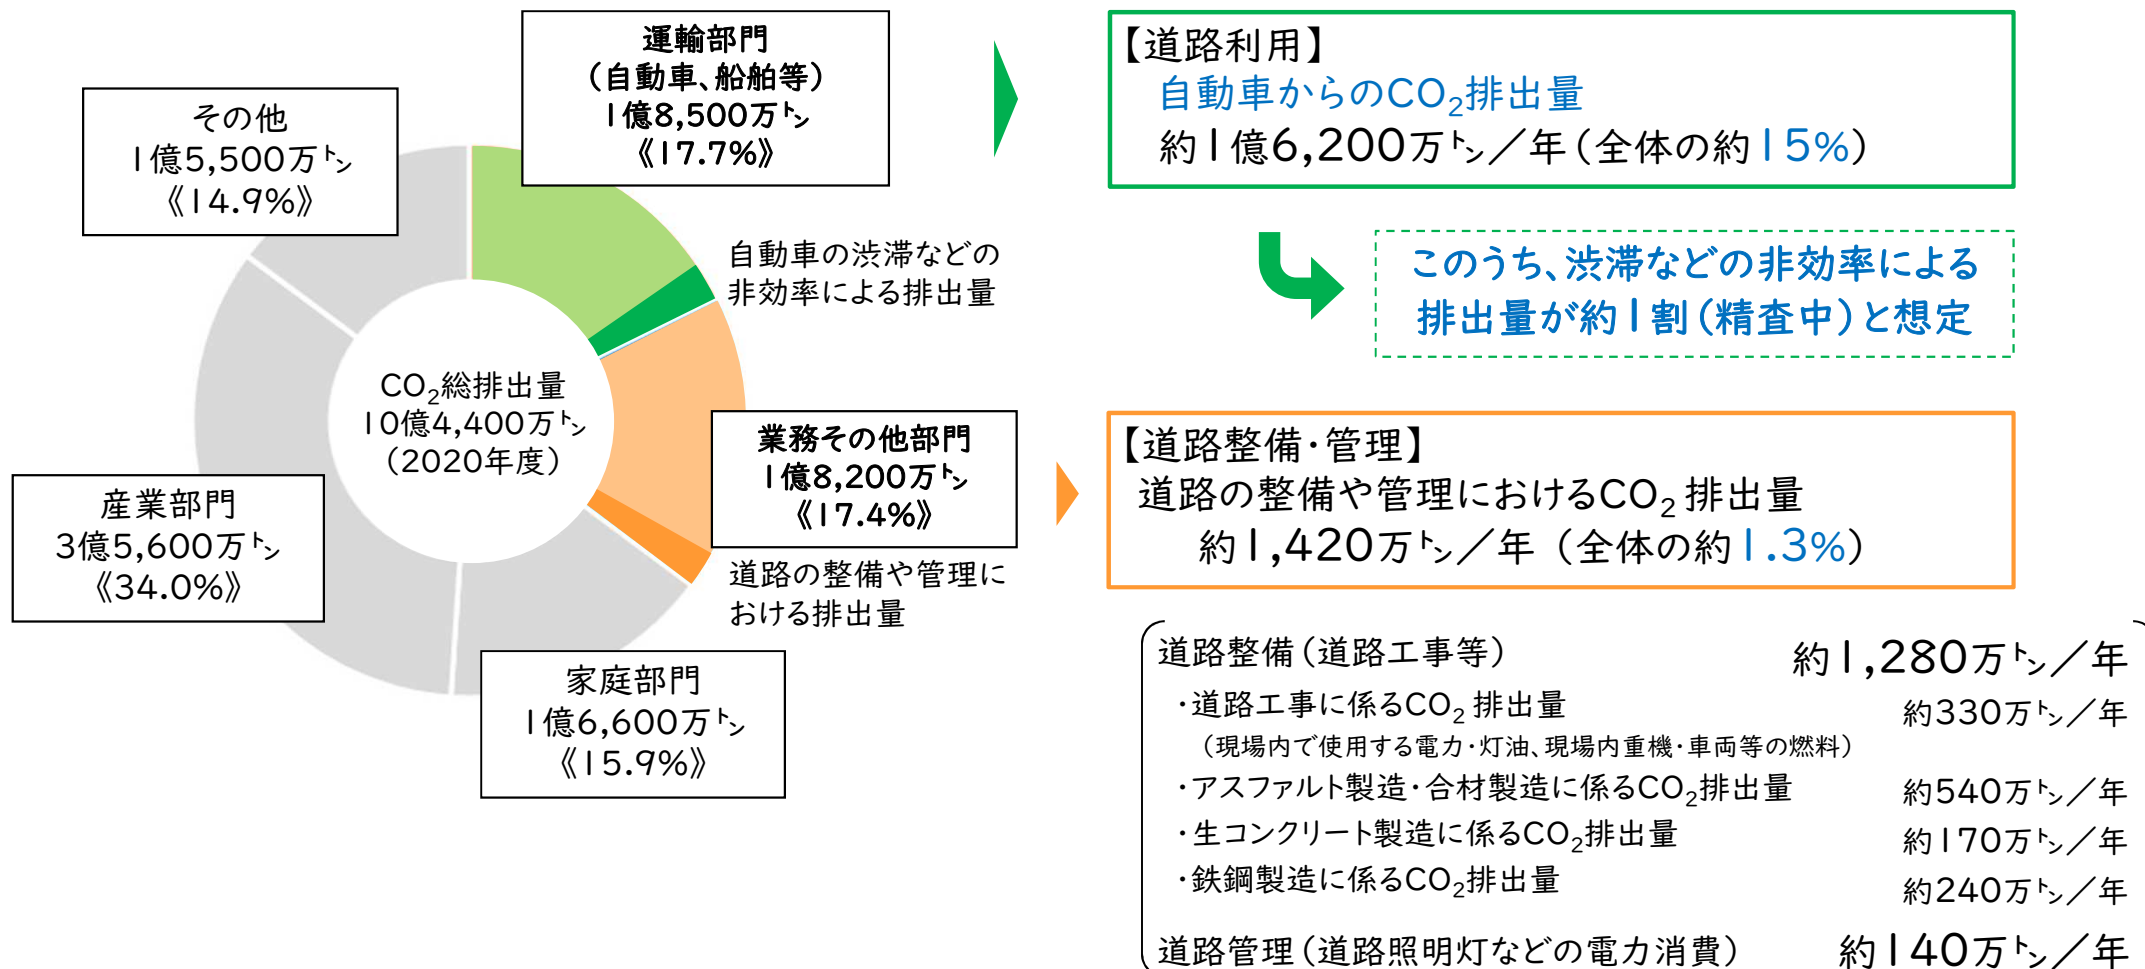 運輸部門
(自動車、船舶等)
1億8,500万㌧
《17.7%》
その他
1億5,500万㌧
《14.9%》
自動車の渋滞などの
非効率による排出量
CO₂総排出量
10億4,400万㌧
(2020年度)
業務その他部門
1億8,200万㌧
《17.4%》
産業部門
3億5,600万㌧
《34.0%》
道路の整備や管理に
おける排出量
家庭部門
1億6,600万㌧
《15.9%》
【道路利用】
自動車からのCO₂排出量
約1億6,200万㌧/年(全体の約15%)
このうち、渋滞などの非効率による
排出量が約1割(精査中)と想定
【道路整備・管理】
道路の整備や管理におけるCO₂排出量
約1,420万㌧/年(全体の約1.3%)
道路整備(道路工事等) 約1,280万㌧/年
・道路工事に係るCO₂排出量 約330万㌧/年
(現場内で使用する電力・灯油、現場内重機・車両等の燃料)
・アスファルト製造・合材製造に係るCO₂排出量 約540万㌧/年
・生コンクリート製造に係るCO₂排出量 約170万㌧/年
・鉄鋼製造に係るCO₂排出量 約240万㌧/年
道路管理(道路照明灯などの電力消費) 約140万㌧/年